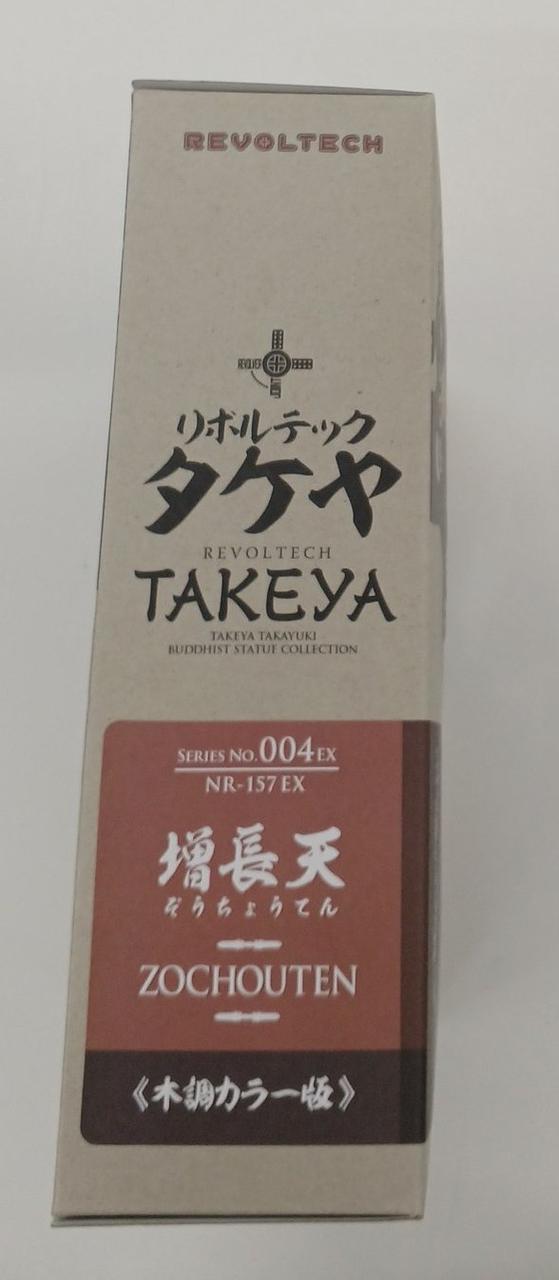 REVOLTECH
REVOLVER
リボルテック
タケヤ
REVOLTECH
TAKEYA
TAKEYA TAKAYUKI
BUDDHIST STATUE COLLECTION
SERIES NO.004EX
NR-157EX
増長天
ぞうちょうてん
ZOCHOUTEN
《木調カラー版》